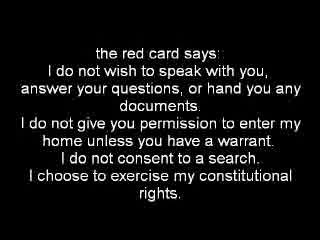 the red card says:
I do not wish to speak with you,
answer your questions, or hand you any
documents.
I do not give you permission to enter my
home unless you have a warrant.
I do not consent to a search.
I choose to exercise my constitutional
rights.